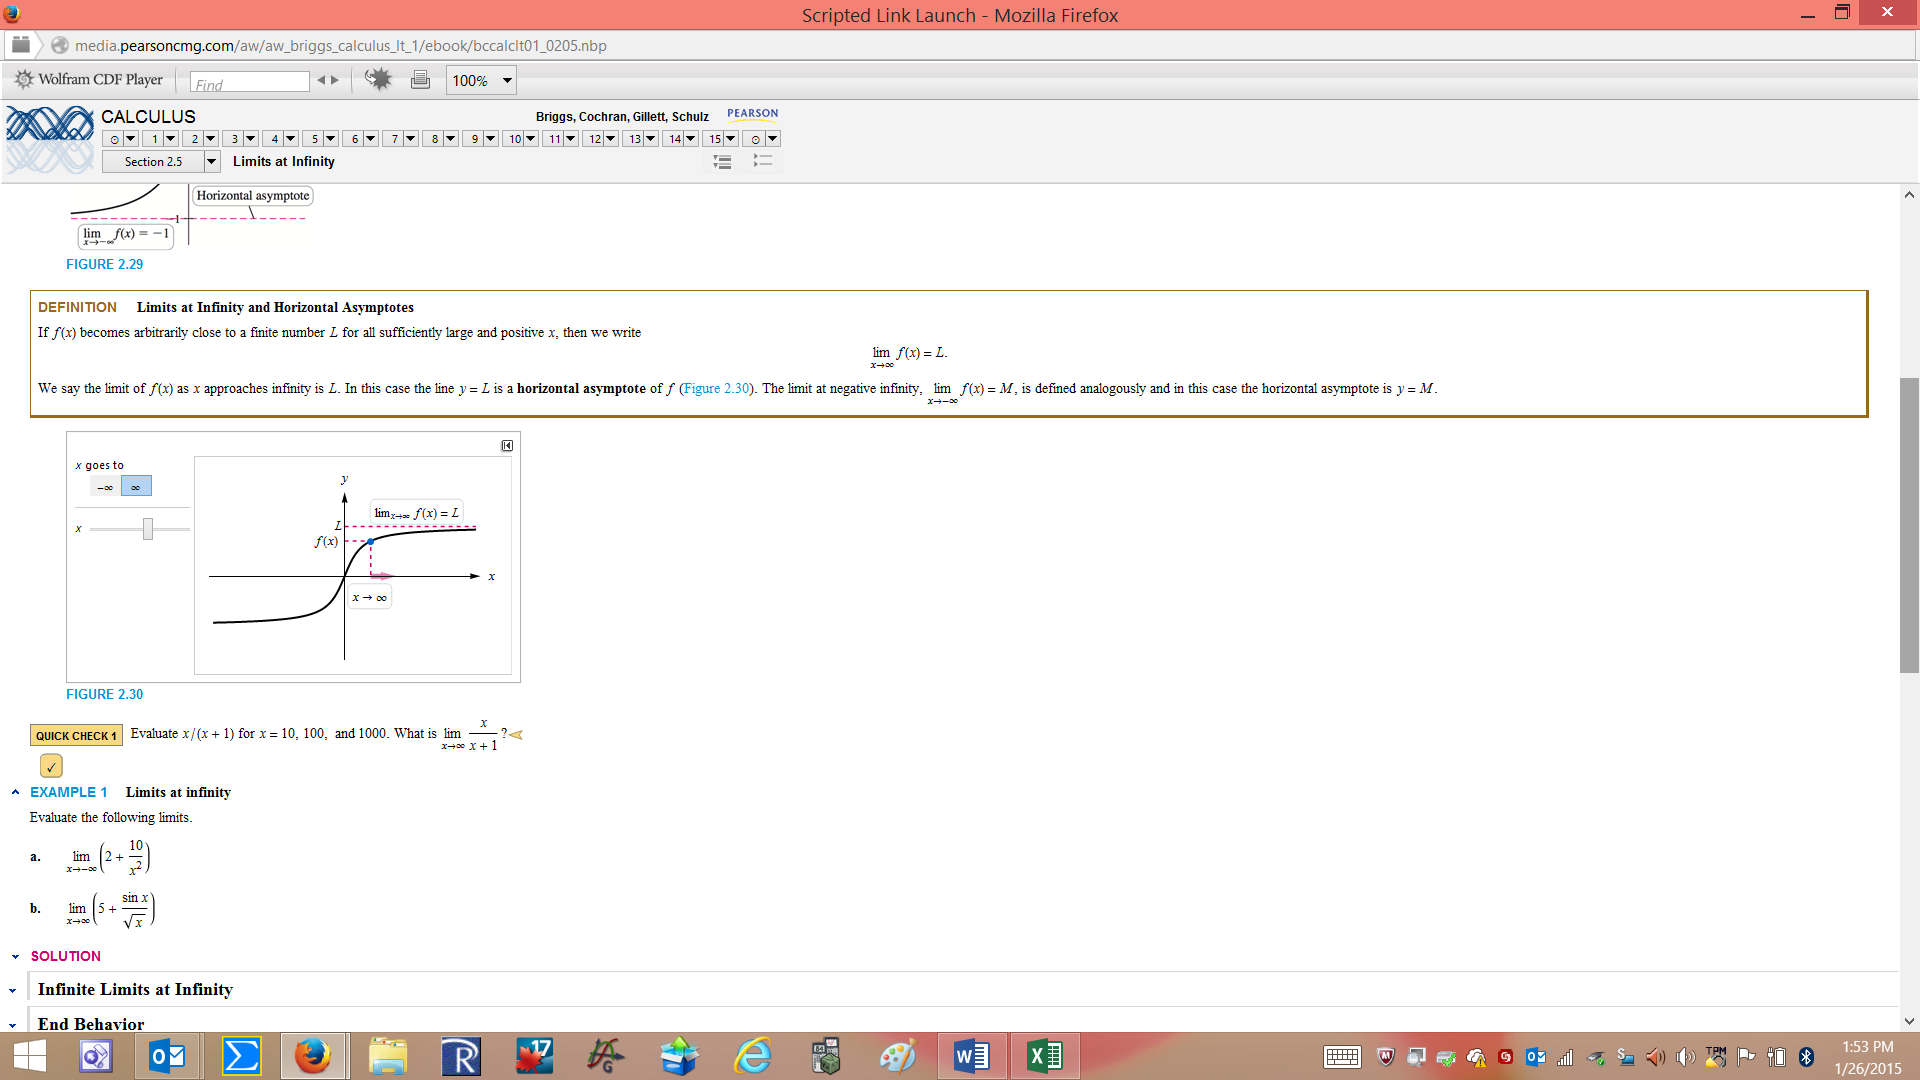 Scripted Link Launch - Mozilla Firefox
media.pearsoncmg.com/aw/aw_briggs_calculus_lt_1/ebook/bccalclt01_0205.nbp
Wolfram CDF Player
Find
100%
CALCULUS
Briggs, Cochran, Gillett, Schulz
PEARSON
1 2 3 4 5 6 7 8 9 10 11 12 13 14 15
Section 2.5
Limits at Infinity
Horizontal asymptote
-1
lim f(x) = −1
x→−∞
FIGURE 2.29
DEFINITION Limits at Infinity and Horizontal Asymptotes
If f(x) becomes arbitrarily close to a finite number L for all sufficiently large and positive x, then we write
lim f(x) = L.
x→∞
We say the limit of f(x) as x approaches infinity is L. In this case the line y = L is a horizontal asymptote of f (Figure 2.30). The limit at negative infinity, lim f(x) = M, is defined analogously and in this case the horizontal asymptote is y = M.
x→−∞
x goes to
−∞ ∞
x
y
lim x→∞ f(x) = L
L
f(x)
x
x → ∞
FIGURE 2.30
QUICK CHECK 1 Evaluate x/(x + 1) for x = 10, 100, and 1000. What is lim x→∞ x/(x + 1)?
✓
EXAMPLE 1 Limits at infinity
Evaluate the following limits.
a. lim x→−∞ (2 + 10/x²)
b. lim x→∞ (5 + sin x/√x)
SOLUTION
Infinite Limits at Infinity
End Behavior
1:53 PM
1/26/2015